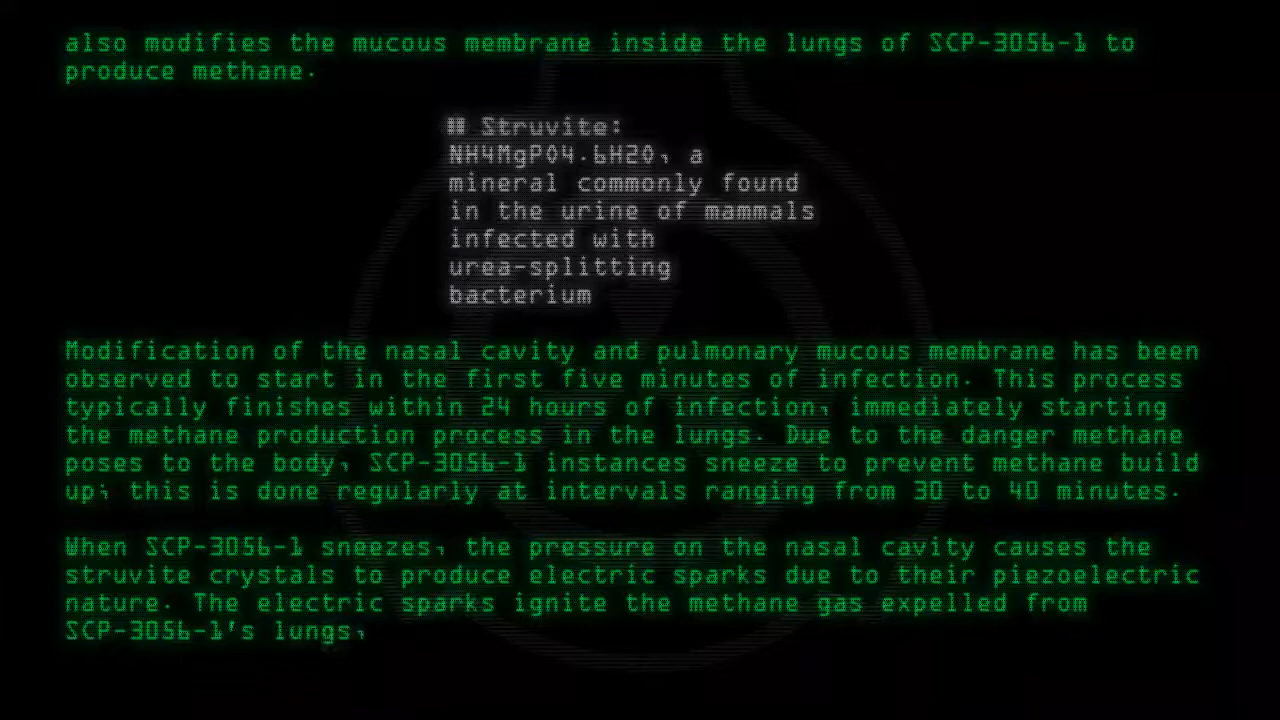 also modifies the mucous membrane inside the lungs of SCP-3056-1 to
produce methane.
# Struvite:
NH4MgPO4.6H2O, a
mineral commonly found
in the urine of mammals
infected with
urea-splitting
bacterium
Modification of the nasal cavity and pulmonary mucous membrane has been
observed to start in the first five minutes of infection. This process
typically finishes within 24 hours of infection, immediately starting
the methane production process in the lungs. Due to the danger methane
poses to the body, SCP-3056-1 instances sneeze to prevent methane build
up; this is done regularly at intervals ranging from 30 to 40 minutes.
When SCP-3056-1 sneezes, the pressure on the nasal cavity causes the
struvite crystals to produce electric sparks due to their piezoelectric
nature. The electric sparks ignite the methane gas expelled from
SCP-3056-1's lungs,